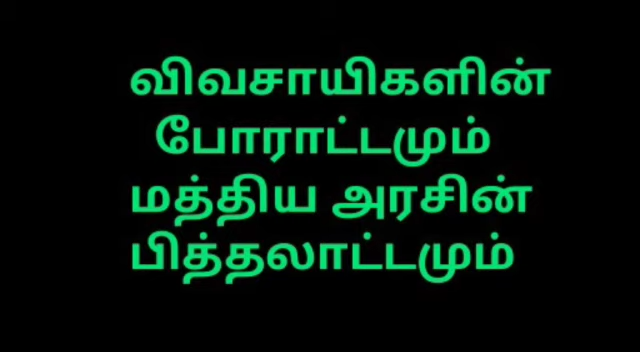 விவசாயிகளின்
போராட்டமும்
மத்திய அரசின்
பித்தலாட்டமும்